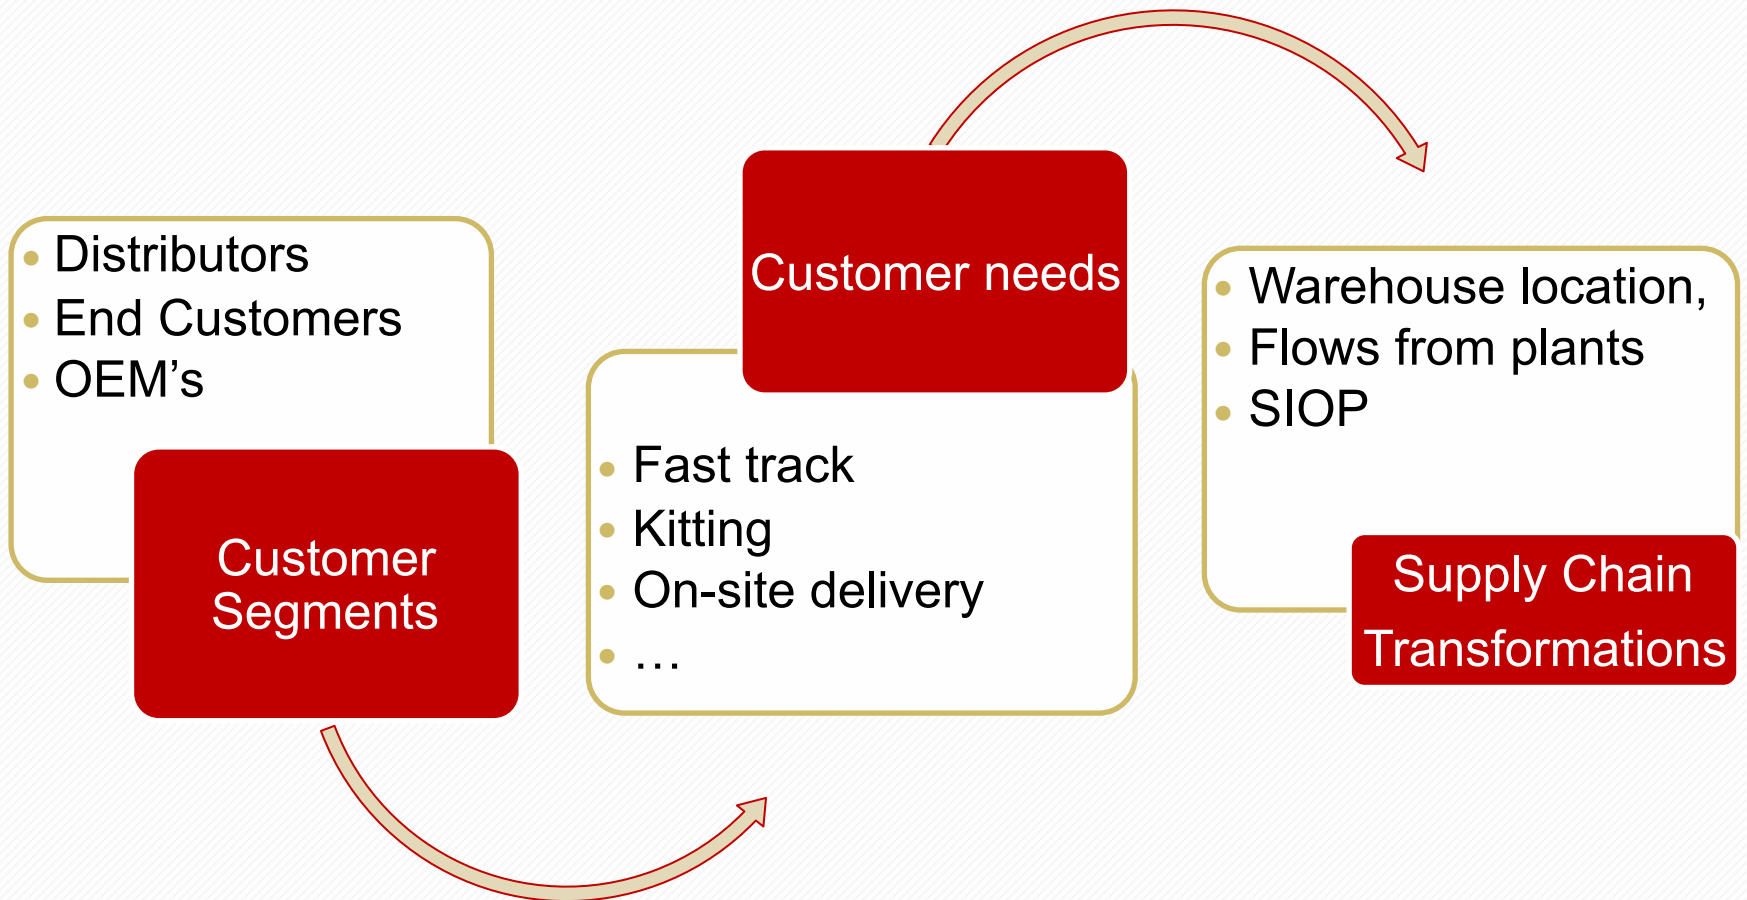 • Distributors
• End Customers
• OEM’s
Customer
Segments
Customer needs
• Fast track
• Kitting
• On-site delivery
• …
• Warehouse location,
• Flows from plants
• SIOP
Supply Chain
Transformations